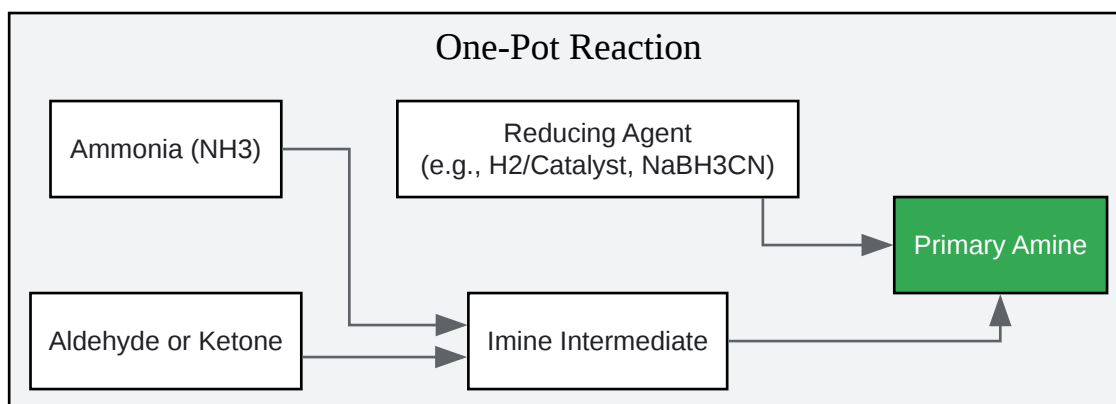 One-Pot Reaction
Ammonia (NH3)
Reducing Agent
(e.g., H2/Catalyst, NaBH3CN)
Primary Amine
Aldehyde or Ketone
Imine Intermediate